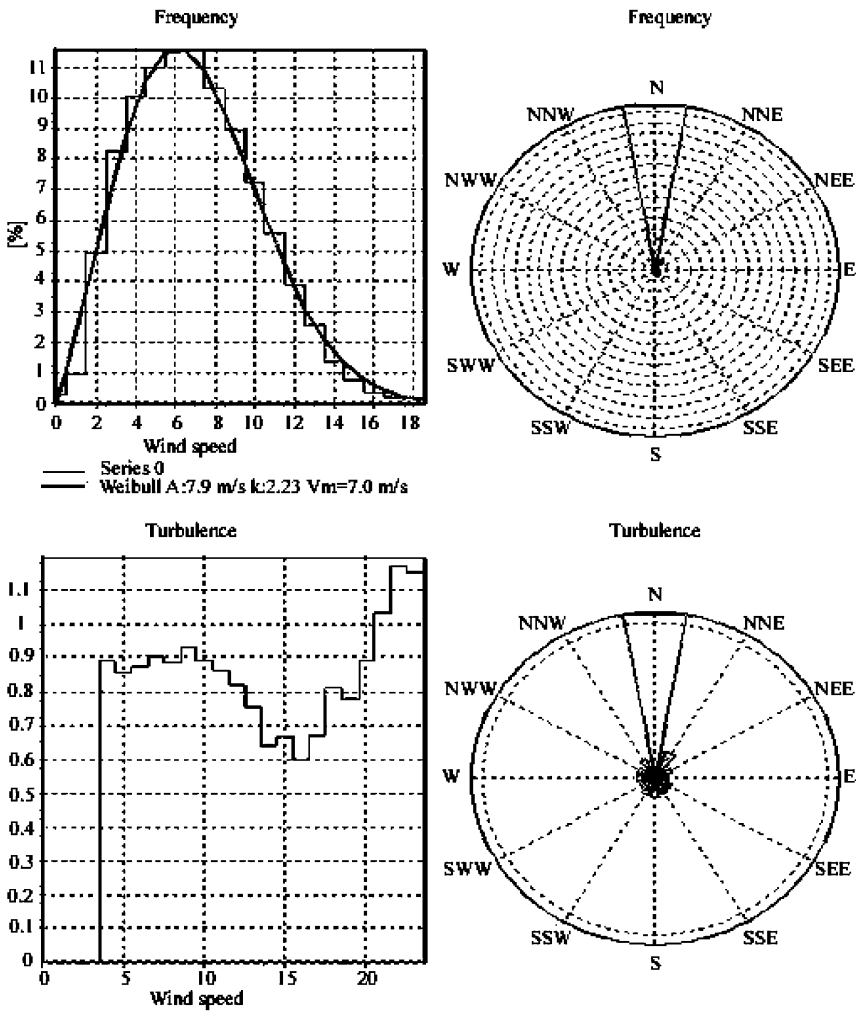 Frequency
Frequency
11
10
9
8
7
6
5
4
3
2
1
0
[%]
0 2 4 6 8 10 12 14 16 18
Wind speed
Series 0
Weibull A:7.9 m/s k:2.23 Vm=7.0 m/s
N
NNW NNE
NWW NEE
W E
SWW SEE
SSW SSE
S
Turbulence
Turbulence
1.1
1
0.9
0.8
0.7
0.6
0.5
0.4
0.3
0.2
0.1
0
0 5 10 15 20
Wind speed
N
NNW NNE
NWW NEE
W E
SWW SEE
SSW SSE
S